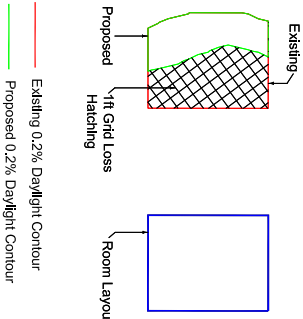 Existing
Proposed
1ft Grid Loss
Hatching
Room Layou
Existing 0.2% Daylight Contour
Proposed 0.2% Daylight Contour